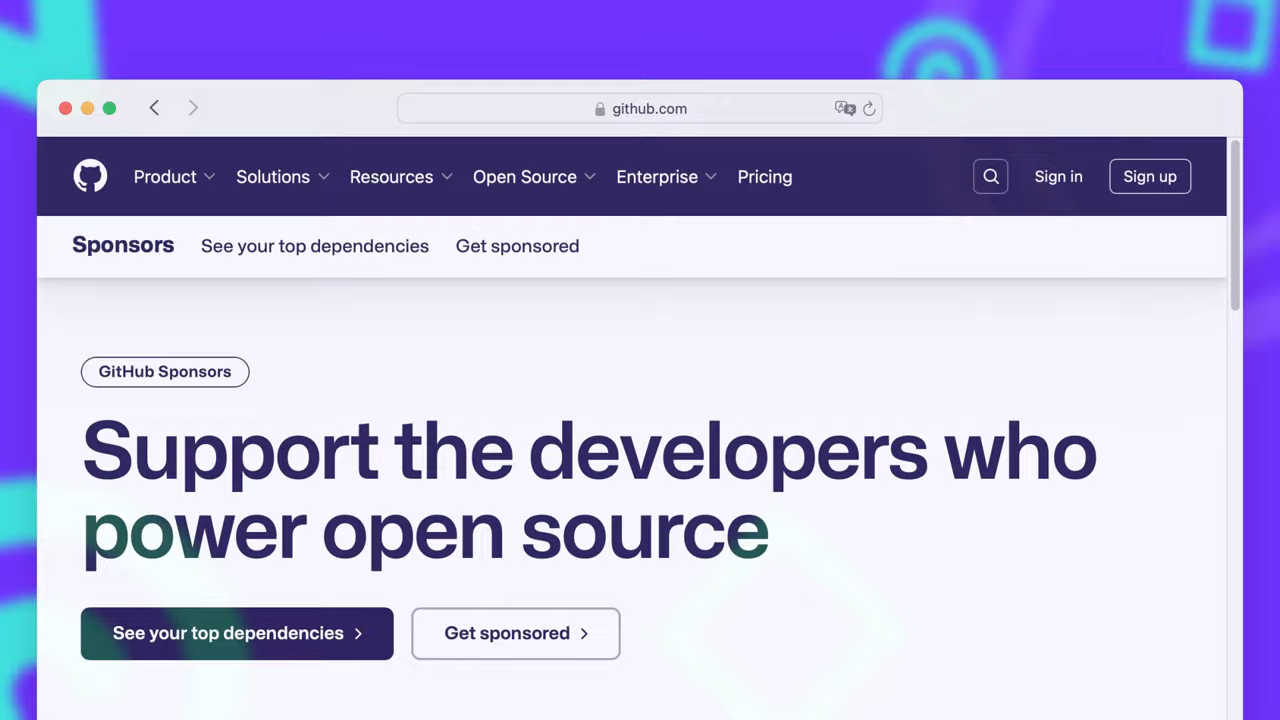 github.com
Product Solutions Resources Open Source Enterprise Pricing Sign in Sign up
Sponsors See your top dependencies Get sponsored
GitHub Sponsors
Support the developers who
power open source
See your top dependencies Get sponsored